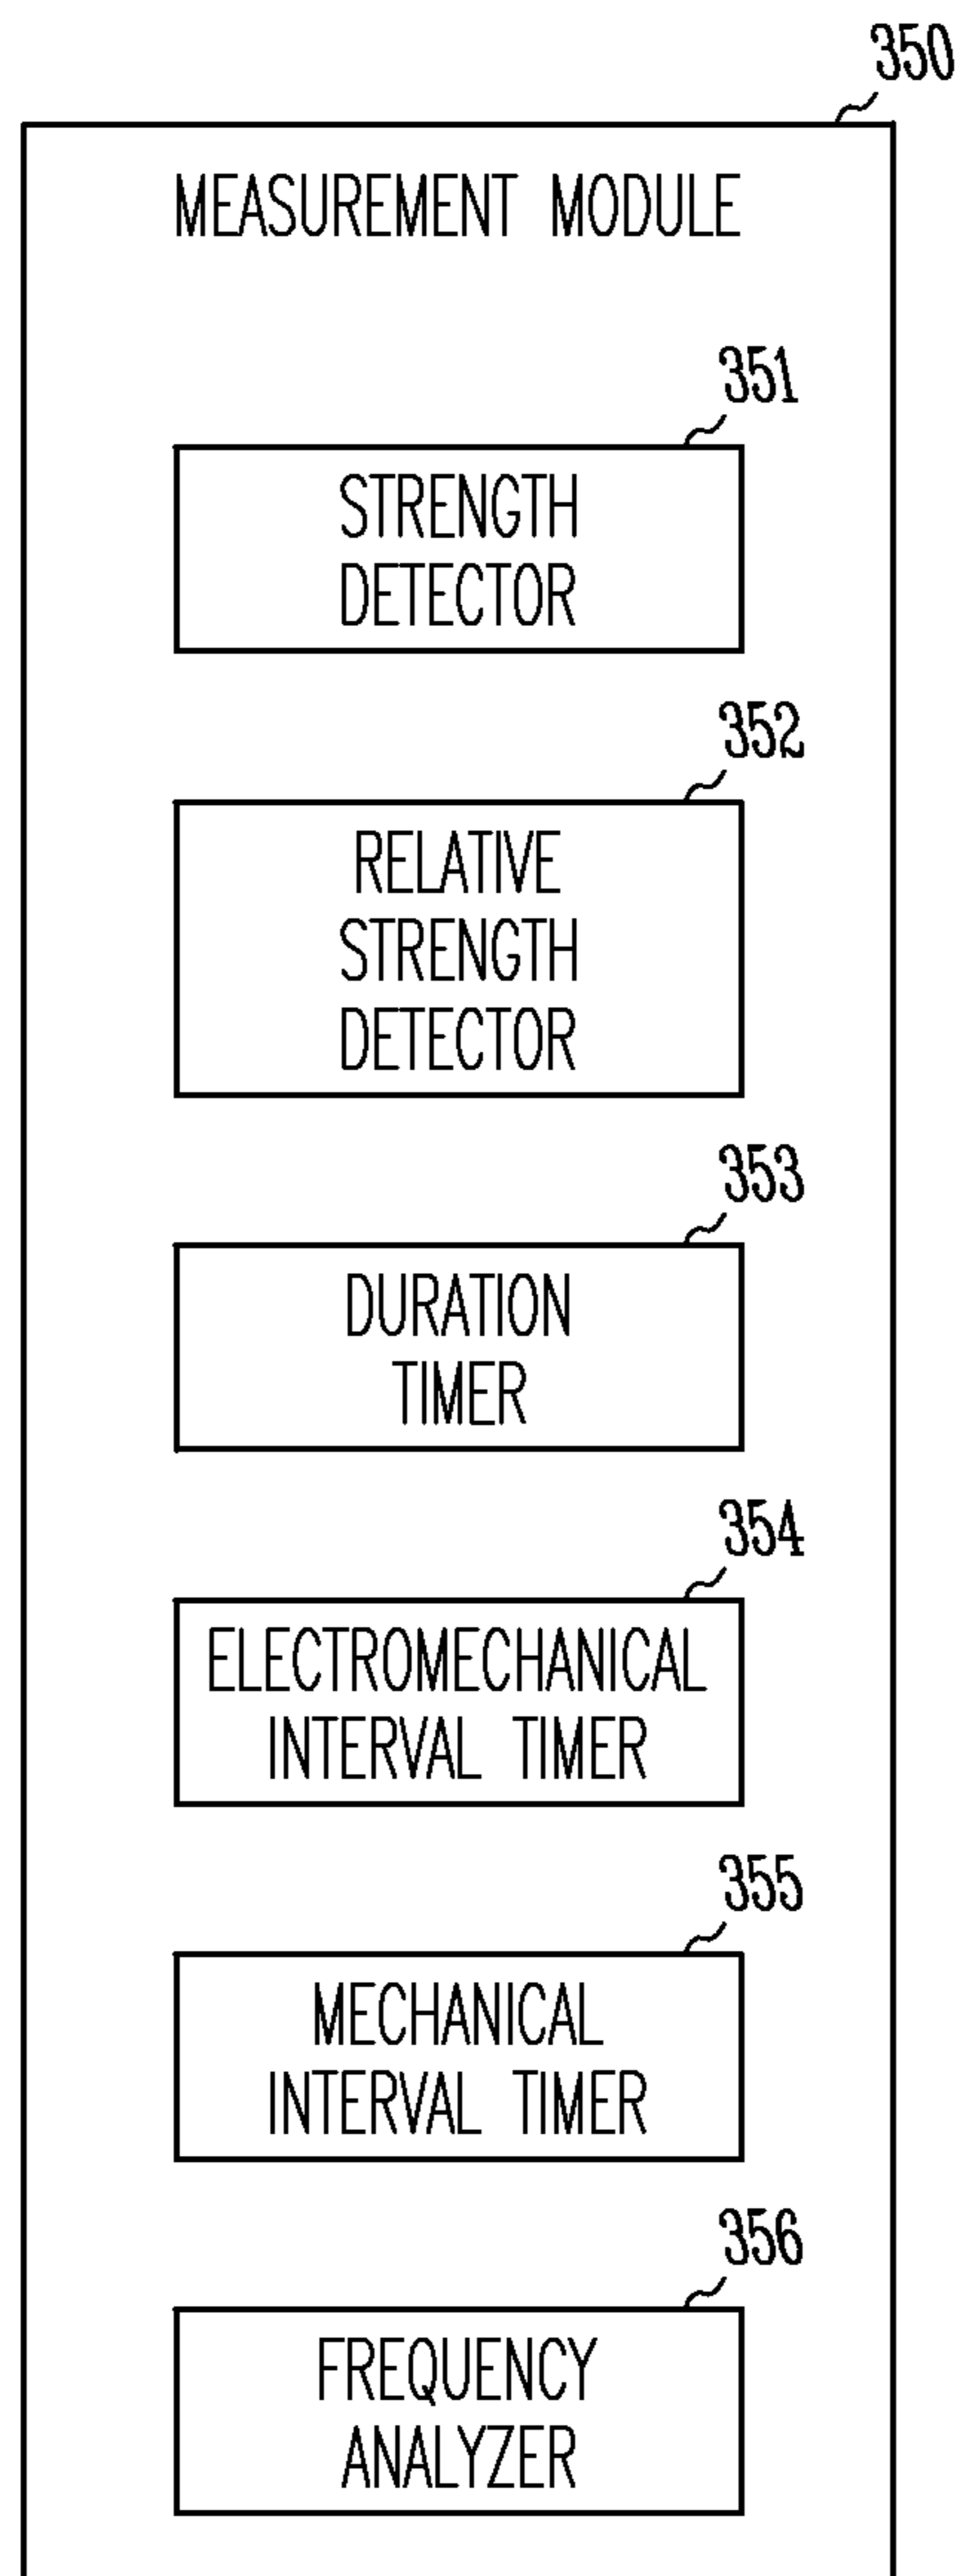 350
MEASUREMENT MODULE
351
STRENGTH
DETECTOR
352
RELATIVE
STRENGTH
DETECTOR
353
DURATION
TIMER
354
ELECTROMECHANICAL
INTERVAL TIMER
355
MECHANICAL
INTERVAL TIMER
356
FREQUENCY
ANALYZER